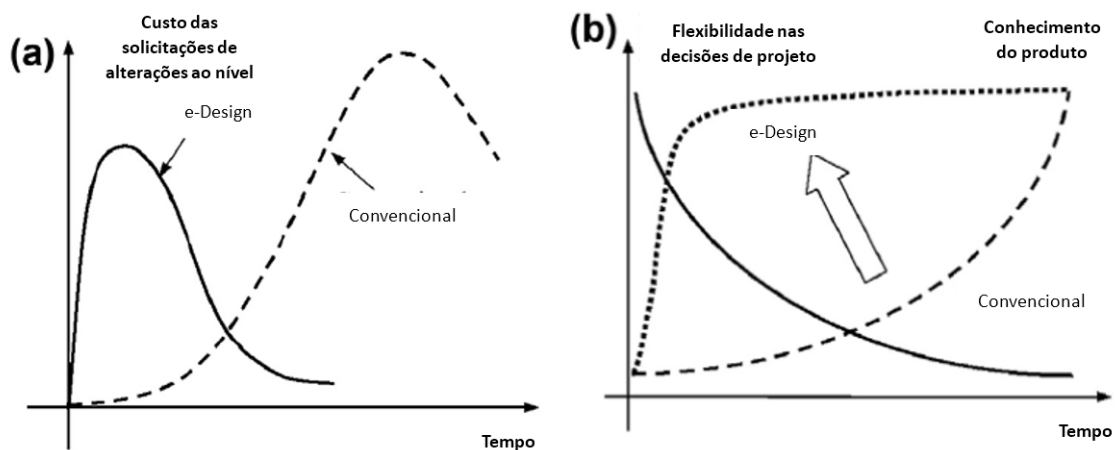 (a)
Custo das
solicitações de
alterações ao nível
e-Design
Convencional
Tempo
(b)
Flexibilidade nas
decisões de projeto
Conhecimento
do produto
e-Design
Convencional
Tempo